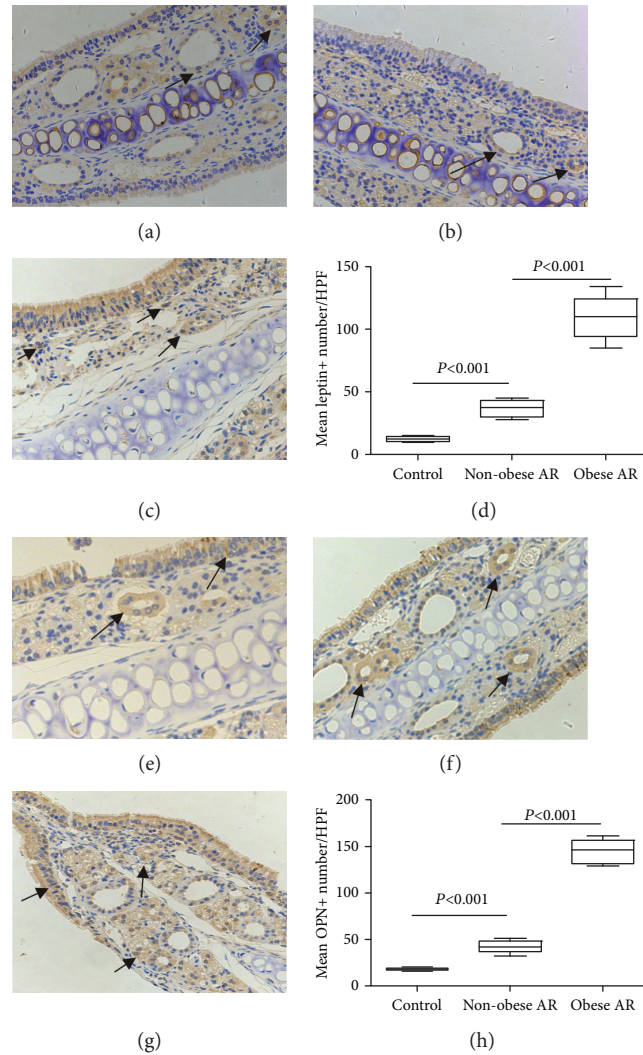 (a)
(b)
150
100
50
0
Mean leptin+ number/HPF
P<0.001
P<0.001
Control
Non-obese AR
Obese AR
(c)
(d)
(e)
(f)
200
150
100
50
0
Mean OPN+ number/HPF
P<0.001
P<0.001
Control
Non-obese AR
Obese AR
(g)
(h)